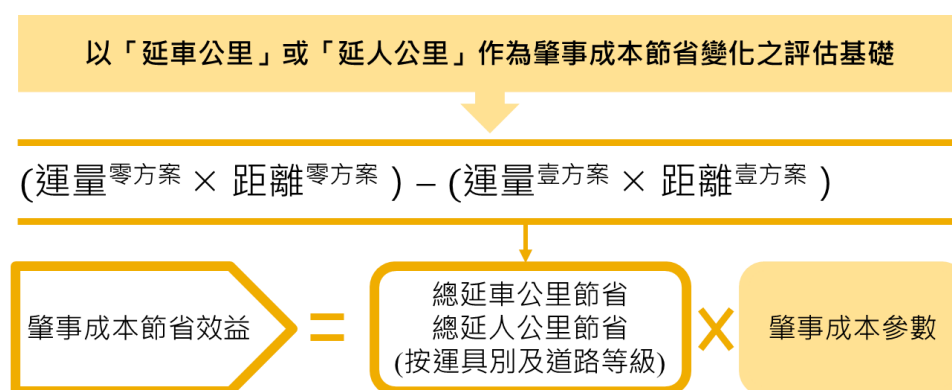 以「延車公里」或「延人公里」作為肇事成本節省變化之評估基礎
(運量零方案 × 距離零方案 ) – (運量壹方案 × 距離壹方案 )
肇事成本節省效益
=
總延車公里節省
總延人公里節省
(按運具別及道路等級)
×
肇事成本參數